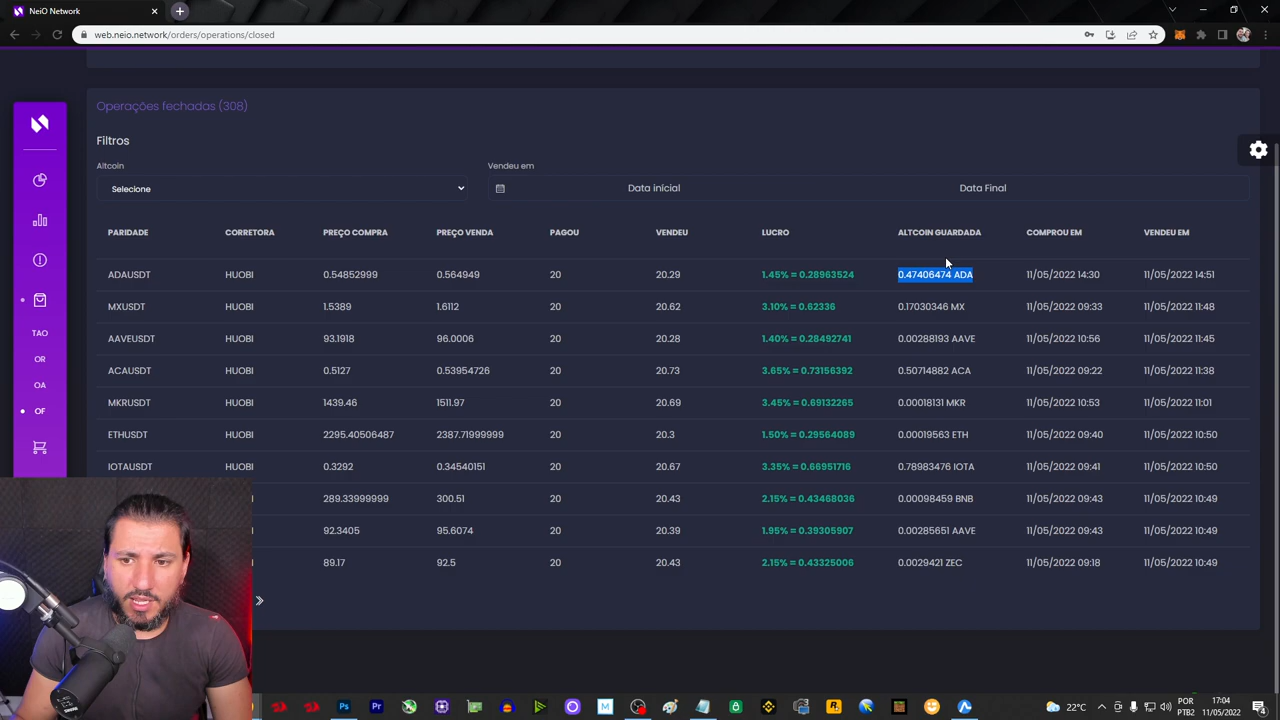 NeiO Network
web.neio.network/orders/operations/closed
Operações fechadas (308)
Filtros
Altcoin
Vendeu em
Selecione
Data inícial
Data Final
PARIDADE CORRETORA PREÇO COMPRA PREÇO VENDA PAGOU VENDEU LUCRO ALTCOIN GUARDADA COMPROU EM VENDEU EM
ADAUSDT HUOBI 0.54852999 0.564949 20 20.29 1.45% = 0.28963524 0.47406474 ADA 11/05/2022 14:30 11/05/2022 14:51
MXUSDT HUOBI 1.5389 1.6112 20 20.62 3.10% = 0.62336 0.17030346 MX 11/05/2022 09:33 11/05/2022 11:48
AAVEUSDT HUOBI 93.1918 96.0006 20 20.28 1.40% = 0.28492741 0.00288193 AAVE 11/05/2022 10:56 11/05/2022 11:45
ACAUSDT HUOBI 0.5127 0.53954726 20 20.73 3.65% = 0.73156392 0.50714882 ACA 11/05/2022 09:22 11/05/2022 11:38
MKRUSDT HUOBI 1439.46 1511.97 20 20.69 3.45% = 0.69132265 0.00018131 MKR 11/05/2022 10:53 11/05/2022 11:01
ETHUSDT HUOBI 2295.40506487 2387.71999999 20 20.3 1.50% = 0.29564089 0.00019563 ETH 11/05/2022 09:40 11/05/2022 10:50
IOTAUSDT HUOBI 0.3292 0.34540151 20 20.67 3.35% = 0.66951716 0.78983476 IOTA 11/05/2022 09:41 11/05/2022 10:50
289.33999999 300.51 20 20.43 2.15% = 0.43468036 0.00098459 BNB 11/05/2022 09:43 11/05/2022 10:49
92.3405 95.6074 20 20.39 1.95% = 0.39305907 0.00285651 AAVE 11/05/2022 09:43 11/05/2022 10:49
89.17 92.5 20 20.43 2.15% = 0.43325006 0.0029421 ZEC 11/05/2022 09:18 11/05/2022 10:49
TAO
OR
OA
OF
Ps
Pr
M
R
22°C
POR
PTB2
17:04
11/05/2022